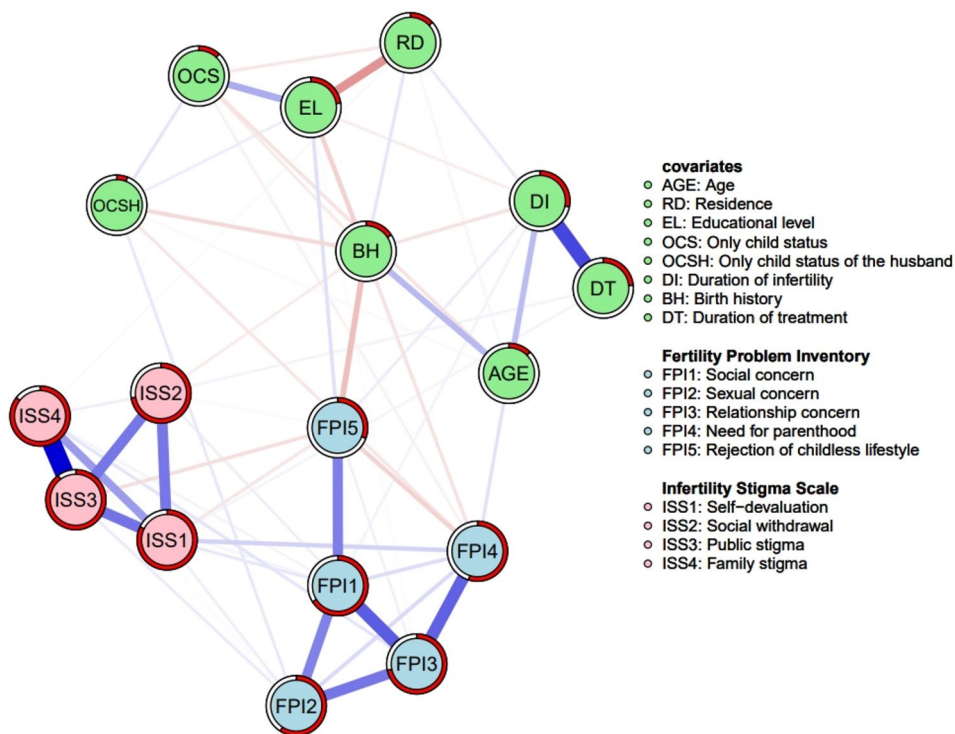 RD
OCS
EL
OCSH
DI
BH
DT
AGE
ISS2
ISS4
FPI5
ISS3
ISS1
FPI4
FPI1
FPI3
FPI2
covariates
AGE: Age
RD: Residence
EL: Educational level
OCS: Only child status
OCSH: Only child status of the husband
DI: Duration of infertility
BH: Birth history
DT: Duration of treatment
Fertility Problem Inventory
FPI1: Social concern
FPI2: Sexual concern
FPI3: Relationship concern
FPI4: Need for parenthood
FPI5: Rejection of childless lifestyle
Infertility Stigma Scale
ISS1: Self−devaluation
ISS2: Social withdrawal
ISS3: Public stigma
ISS4: Family stigma